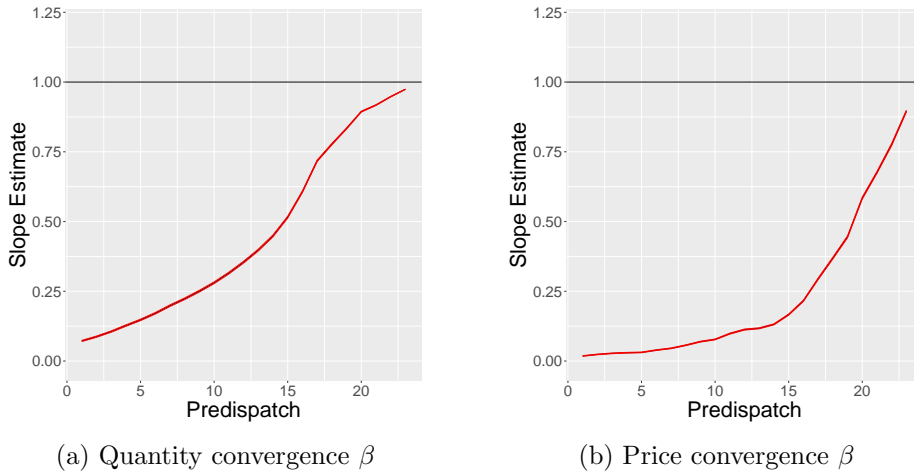 1.25
1.00
0.75
0.50
0.25
0.00
Slope Estimate
0 5 10 15 20
Predispatch
(a) Quantity convergence β
1.25
1.00
0.75
0.50
0.25
0.00
Slope Estimate
0 5 10 15 20
Predispatch
(b) Price convergence β